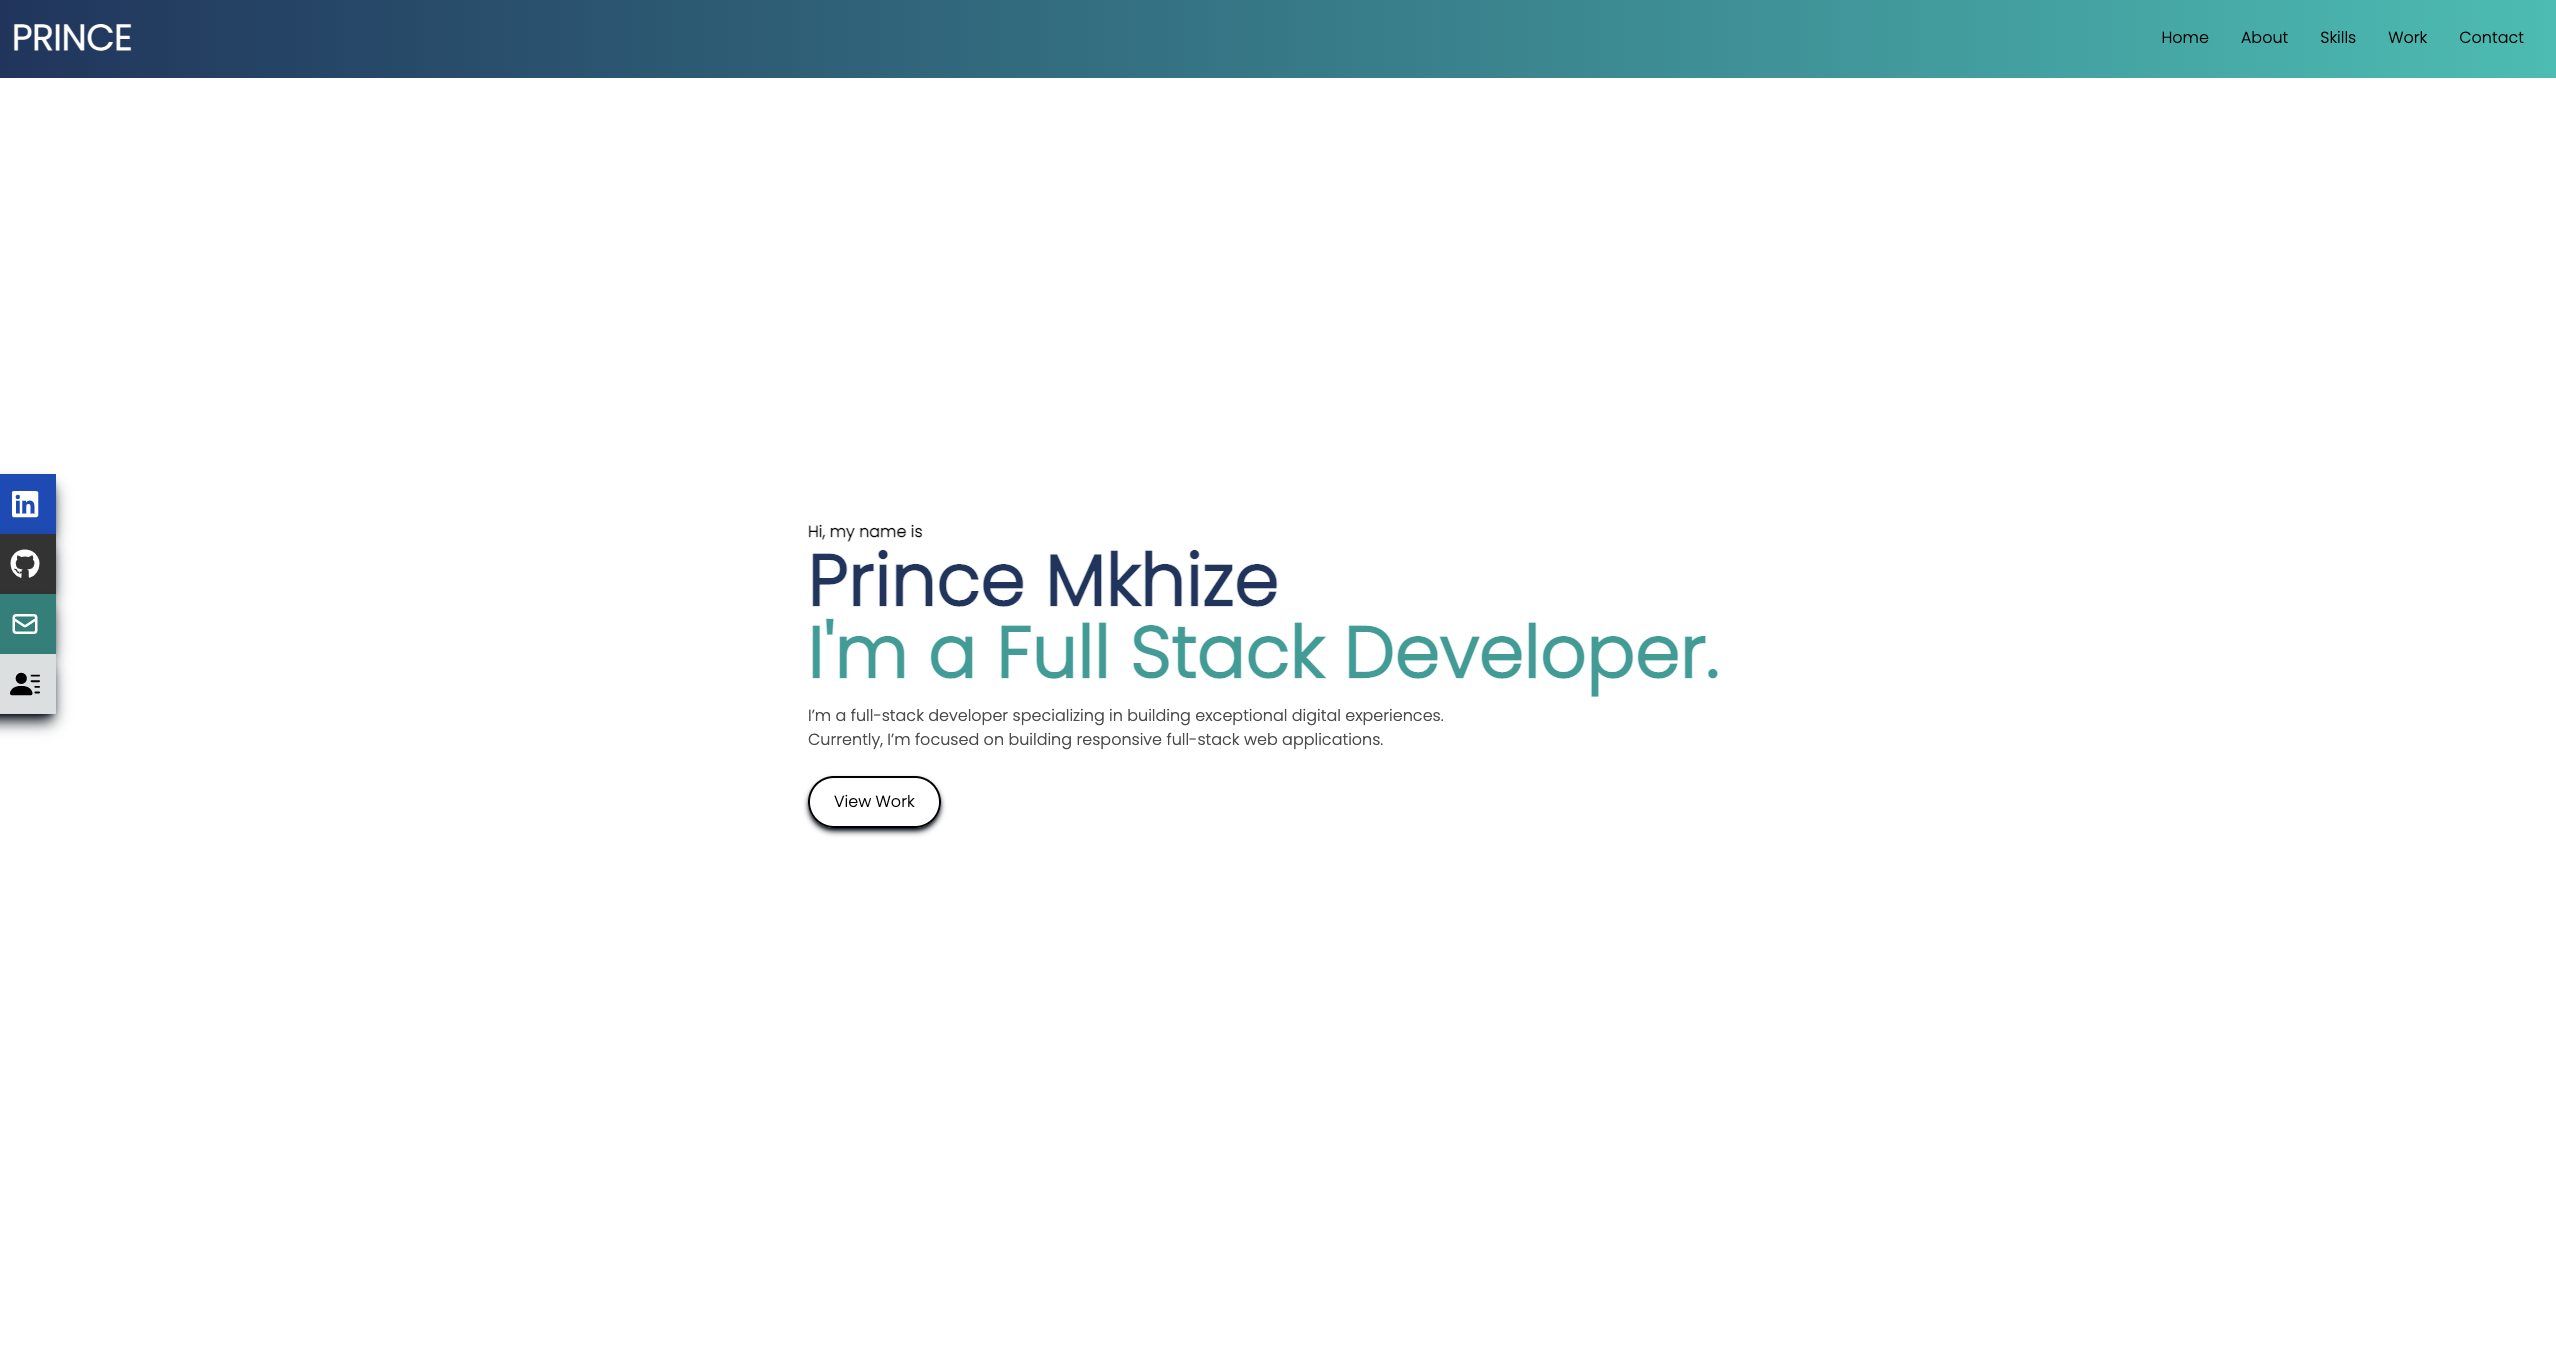 PRINCE
Home About Skills Work Contact
Hi, my name is
Prince Mkhize
I'm a Full Stack Developer.
I’m a full-stack developer specializing in building exceptional digital experiences.
Currently, I’m focused on building responsive full-stack web applications.
View Work